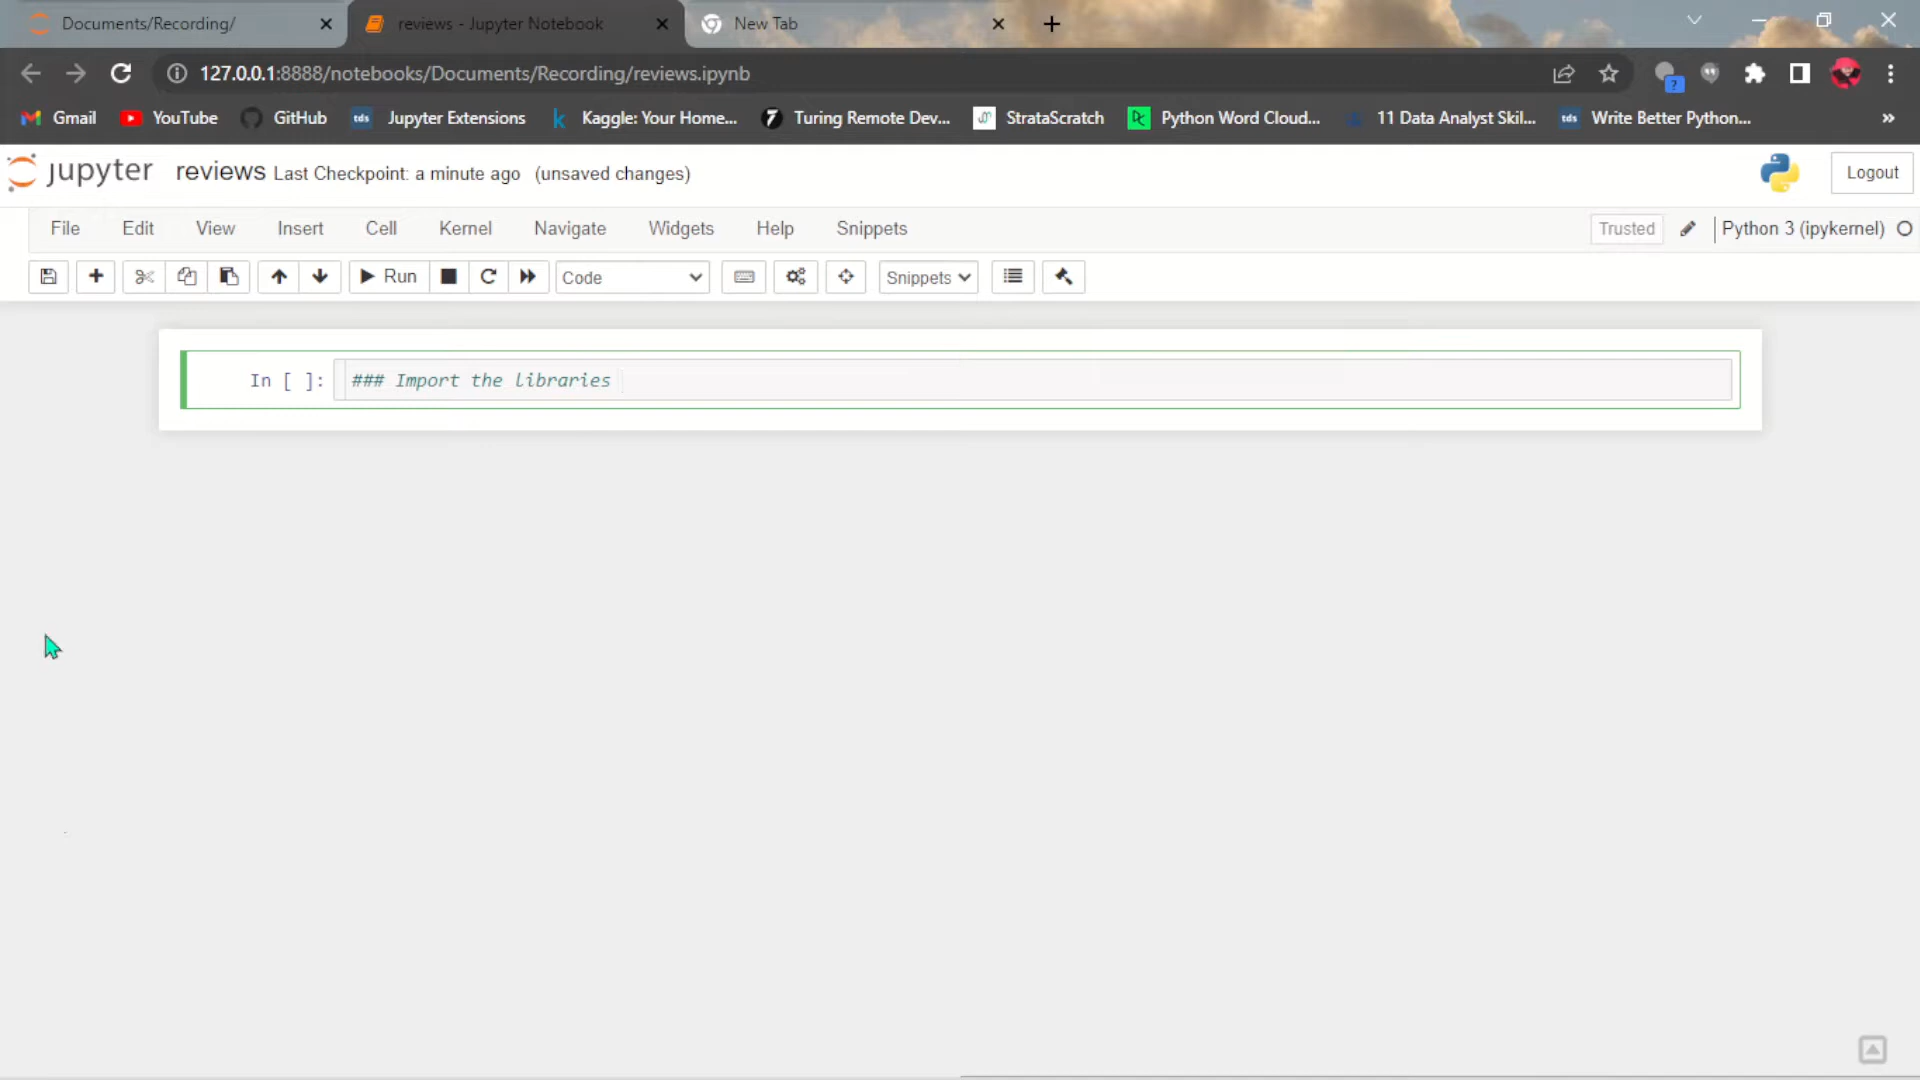 Documents/Recording/ reviews - Jupyter Notebook New Tab
127.0.0.1:8888/notebooks/Documents/Recording/reviews.ipynb
?
M Gmail YouTube GitHub tds Jupyter Extensions k Kaggle: Your Home... 7 Turing Remote Dev... StrataScratch Python Word Cloud... 11 Data Analyst Skil... tds Write Better Python... »
jupyter reviews Last Checkpoint: a minute ago (unsaved changes) Logout
File Edit View Insert Cell Kernel Navigate Widgets Help Snippets Trusted Python 3 (ipykernel)
Run Code Snippets
In [ ]: ### Import the libraries